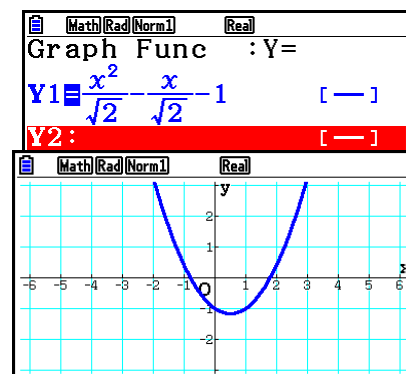 Math Rad Norm1 Real
Graph Func :Y=
Y1=x²/√2-x/√2-1 [—]
Y2: [—]
Math Rad Norm1 Real
y
2
1
-6 -5 -4 -3 -2 -1 O 1 2 3 4 5 6 x
-1
-2